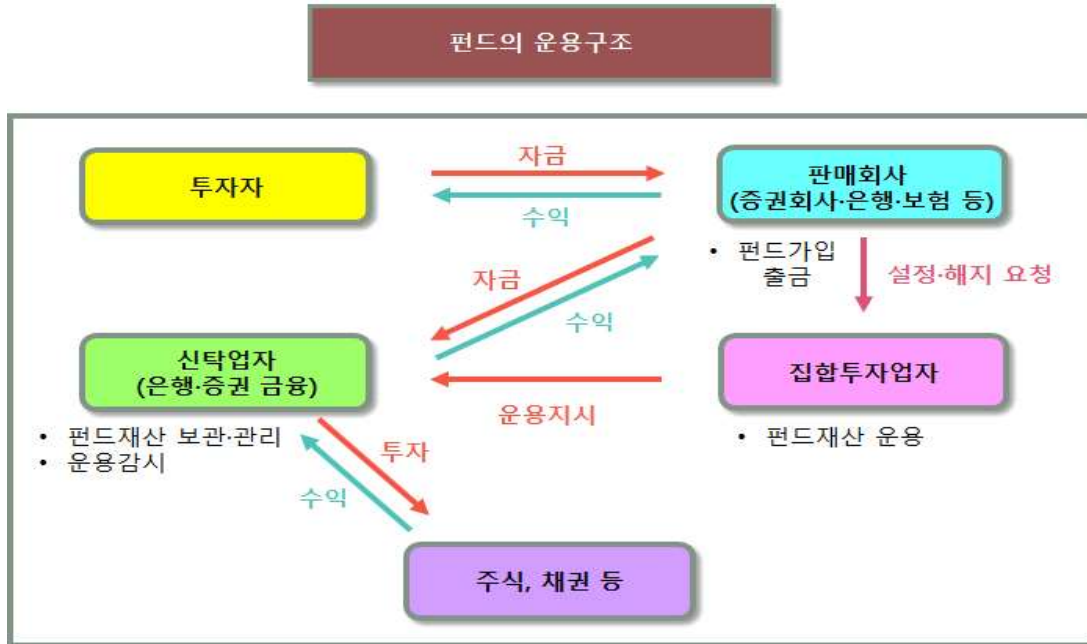 펀드의 운용구조
투자자
자금
수익
판매회사
(증권회사·은행·보험 등)
• 펀드가입
출금
설정·해지 요청
자금
수익
신탁업자
(은행·증권 금융)
운용지시
집합투자업자
• 펀드재산 보관·관리
• 운용감시
투자
수익
• 펀드재산 운용
주식, 채권 등